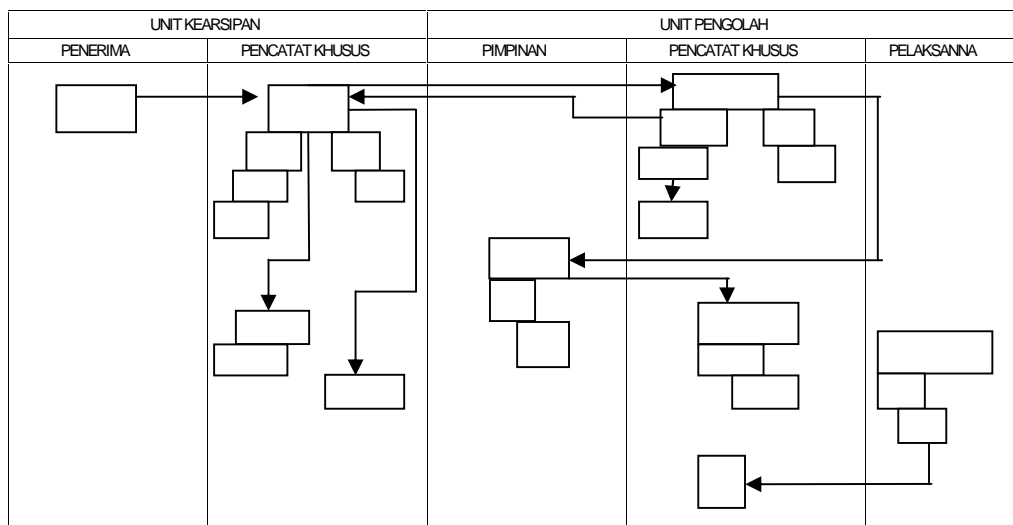 UNIT KEARSIPAN UNIT PENGOLAH
PENERIMA PENCATAT KHUSUS PIMPINAN PENCATAT KHUSUS PELAKSANNA